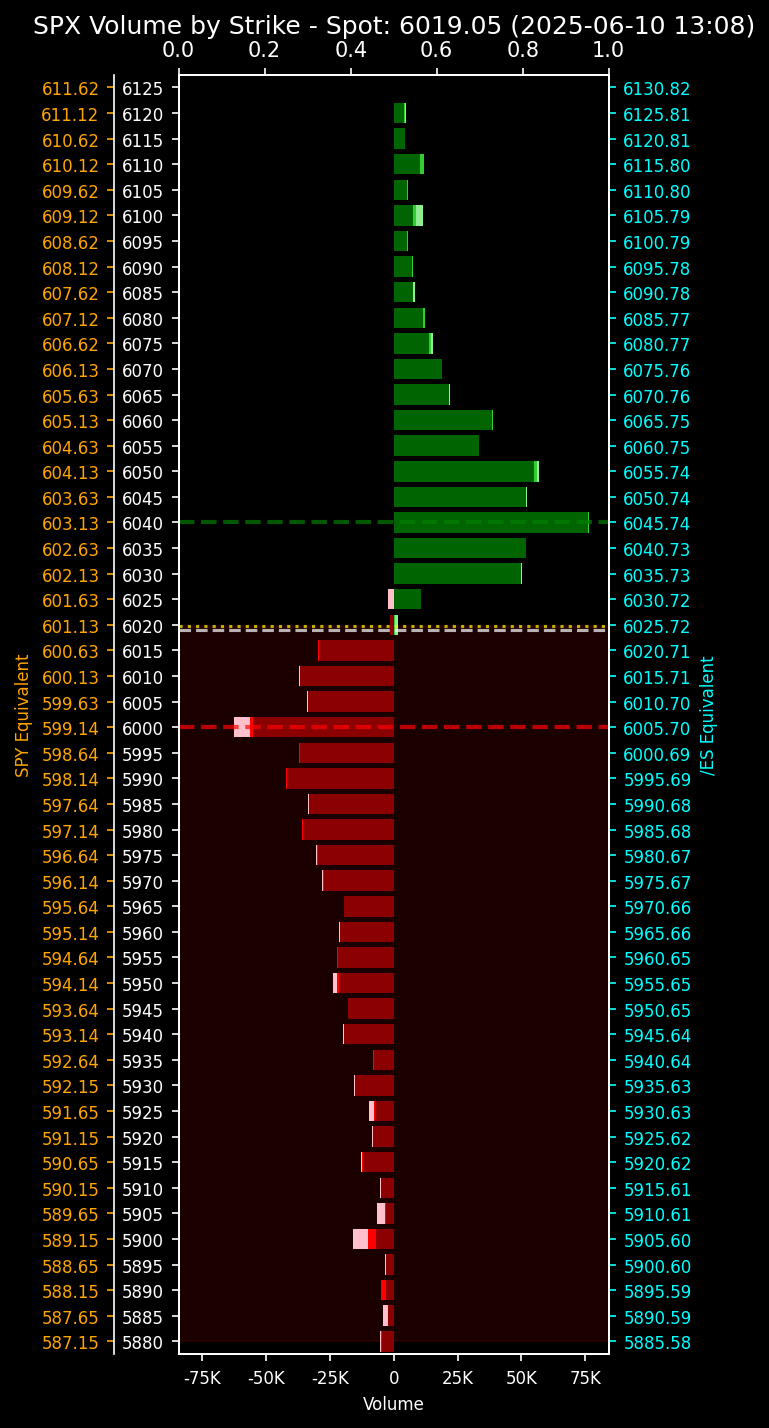 SPX Volume by Strike - Spot: 6019.05 (2025-06-10 13:08)
0.0 0.2 0.4 0.6 0.8 1.0
611.62 6125 6130.82
611.12 6120 6125.81
610.62 6115 6120.81
610.12 6110 6115.80
609.62 6105 6110.80
609.12 6100 6105.79
608.62 6095 6100.79
608.12 6090 6095.78
607.62 6085 6090.78
607.12 6080 6085.77
606.62 6075 6080.77
606.13 6070 6075.76
605.63 6065 6070.76
605.13 6060 6065.75
604.63 6055 6060.75
604.13 6050 6055.74
603.63 6045 6050.74
603.13 6040 6045.74
602.63 6035 6040.73
602.13 6030 6035.73
601.63 6025 6030.72
601.13 6020 6025.72
600.63 6015 6020.71
600.13 6010 6015.71
599.63 6005 6010.70
599.14 6000 6005.70
598.64 5995 6000.69
598.14 5990 5995.69
597.64 5985 5990.68
597.14 5980 5985.68
596.64 5975 5980.67
596.14 5970 5975.67
595.64 5965 5970.66
595.14 5960 5965.66
594.64 5955 5960.65
594.14 5950 5955.65
593.64 5945 5950.65
593.14 5940 5945.64
592.64 5935 5940.64
592.15 5930 5935.63
591.65 5925 5930.63
591.15 5920 5925.62
590.65 5915 5920.62
590.15 5910 5915.61
589.65 5905 5910.61
589.15 5900 5905.60
588.65 5895 5900.60
588.15 5890 5895.59
587.65 5885 5890.59
587.15 5880 5885.58
SPY Equivalent
/ES Equivalent
-75K -50K -25K 0 25K 50K 75K
Volume